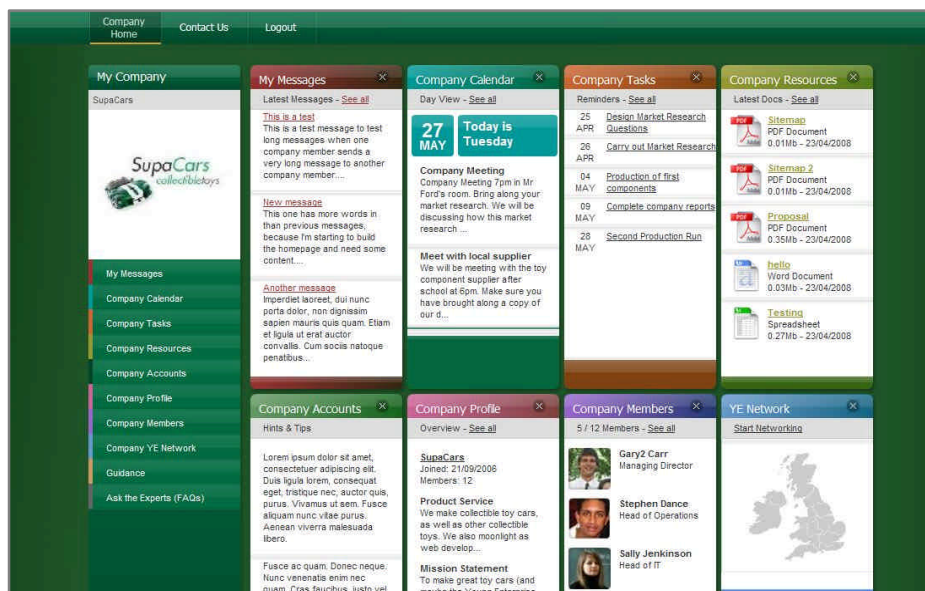 Company
Home
Contact Us
Logout
My Company
SupaCars
SupaCars
collectibletoys
My Messages
Company Calendar
Company Tasks
Company Resources
Company Accounts
Company Profile
Company Members
Company YE Network
Guidance
Ask the Experts (FAQs)
My Messages
Latest Messages - See all
This is a test
This is a test message to test
long messages when one
company member sends a
very long message to another
company member....
New message
This one has more words in
than previous messages,
because I'm starting to build
the homepage and need some
content....
Another message
Imperdiet laoreet, dui nunc
porta dolor, non dignissim
sapien mauris quis quam. Etiam
et ligula ut erat auctor
convallis. Cum sociis natoque
penatibus...
Company Calendar
Day View - See all
27
MAY
Today is
Tuesday
Company Meeting
Company Meeting 7pm in Mr
Ford's room. Bring along your
market research. We will be
discussing how this market
research ...
Meet with local supplier
We will be meeting with the toy
component supplier after
school at 6pm. Make sure you
have brought along a copy of
our d...
Company Tasks
Reminders - See all
25 Design Market Research
APR Questions
26 Carry out Market Research
APR
04 Production of first
MAY components
09 Complete company reports
MAY
28 Second Production Run
MAY
Company Resources
Latest Docs - See all
PDF
Sitemap
PDF Document
0.01Mb - 23/04/2008
PDF
Sitemap 2
PDF Document
0.01Mb - 23/04/2008
PDF
Proposal
PDF Document
0.35Mb - 23/04/2008
hello
Word Document
0.03Mb - 23/04/2008
Testing
Spreadsheet
0.27Mb - 23/04/2008
Company Accounts
Hints & Tips
Lorem ipsum dolor sit amet,
consectetuer adipiscing elit.
Duis ligula lorem, consequat
eget, tristique nec, auctor quis,
purus. Vivamus ut sem. Fusce
aliquam nunc vitae purus.
Aenean viverra malesuada
libero.
Fusce ac quam. Donec neque.
Nunc venenatis enim nec
quam. Cras faucibus, justo vel
Company Profile
Overview - See all
SupaCars
Joined: 21/09/2006
Members: 12
Product Service
We make collectible toy cars,
as well as other collectible
toys. We also moonlight as
web develop...
Mission Statement
To make great toy cars (and
maybe the Young Enterprise
Company Members
5 / 12 Members - See all
Gary2 Carr
Managing Director
Stephen Dance
Head of Operations
Sally Jenkinson
Head of IT
YE Network
Start Networking